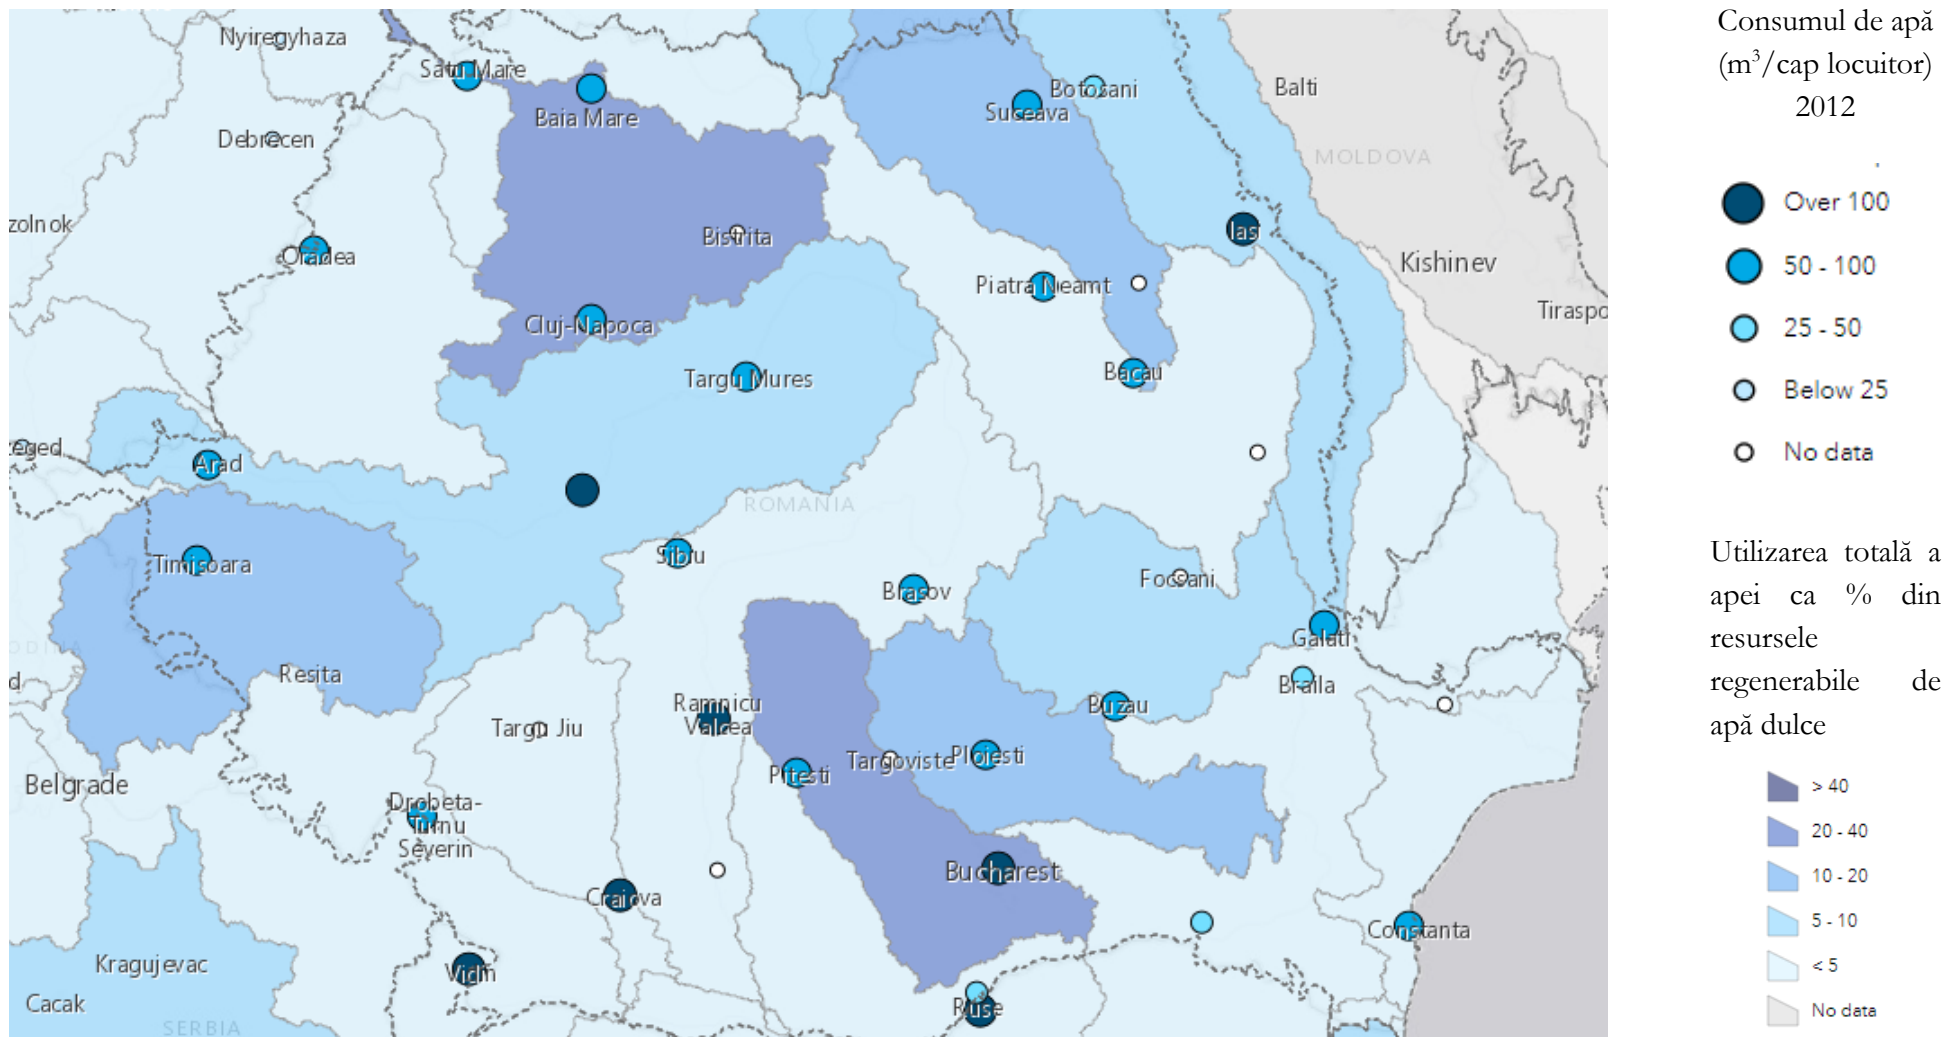 Nyiregyhaza
Satu Mare
Baia Mare
Botosani
Suceava
Balti
Debrecen
MOLDOVA
zolnok
Bistrita
Iasi
Oradea
Kishinev
Piatra Neamt
Tiraspo
Cluj-Napoca
Targu Mures
Bacau
zeged
Arad
ROMANIA
Timisoara
Sibiu
Brasov
Focsani
Galati
ODINA
Resita
d
Braila
Ramnicu
Valcea
Buzau
Targu Jiu
Targoviste
Ploiesti
Pitesti
Belgrade
Drobeta-
Turnu
Severin
Bucharest
Craiova
Constanta
Kragujevac
Vidin
Cacak
Ruse
SERBIA
Consumul de apă
(m³/cap locuitor)
2012
Over 100
50 - 100
25 - 50
Below 25
No data
Utilizarea totală a
apei ca % din
resursele
regenerabile de
apă dulce
> 40
20 - 40
10 - 20
5 - 10
< 5
No data